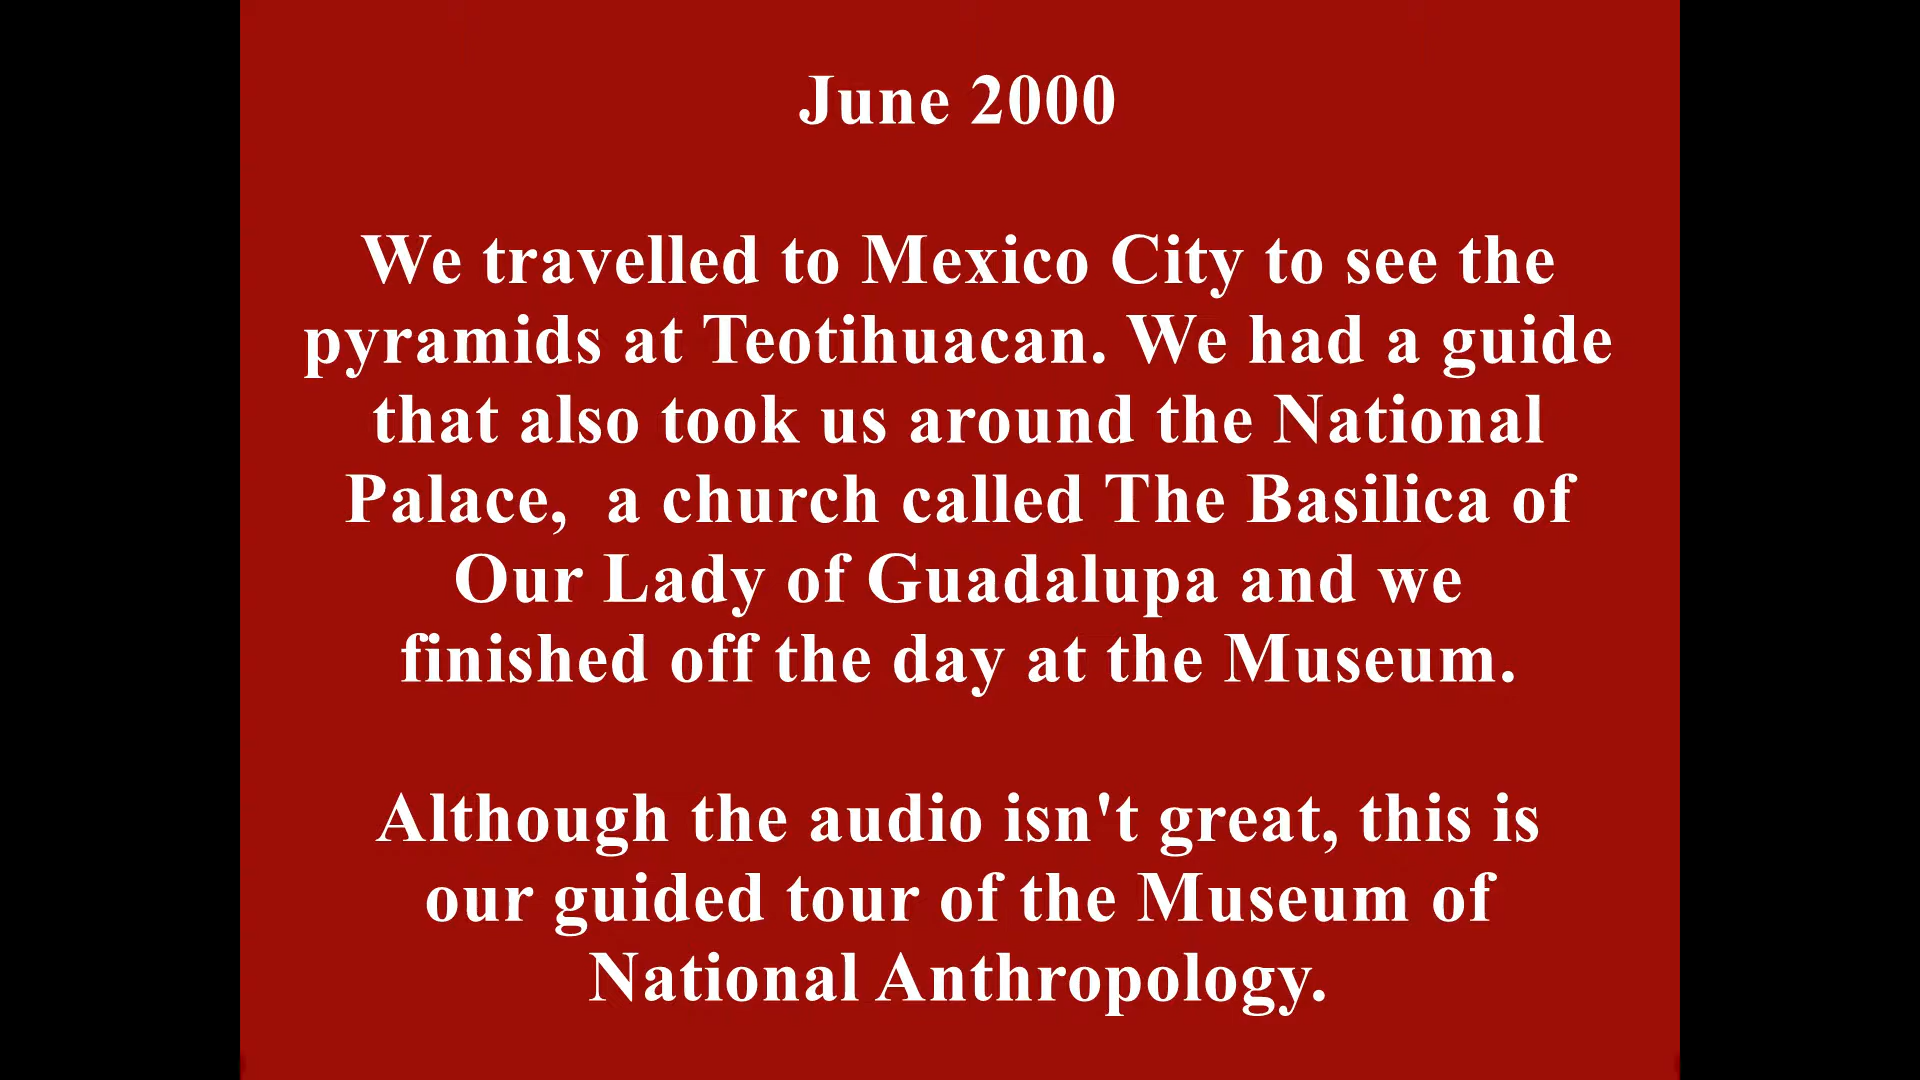 June 2000
We travelled to Mexico City to see the
pyramids at Teotihuacan. We had a guide
that also took us around the National
Palace,  a church called The Basilica of
Our Lady of Guadalupa and we
finished off the day at the Museum.
Although the audio isn't great, this is
our guided tour of the Museum of
National Anthropology.